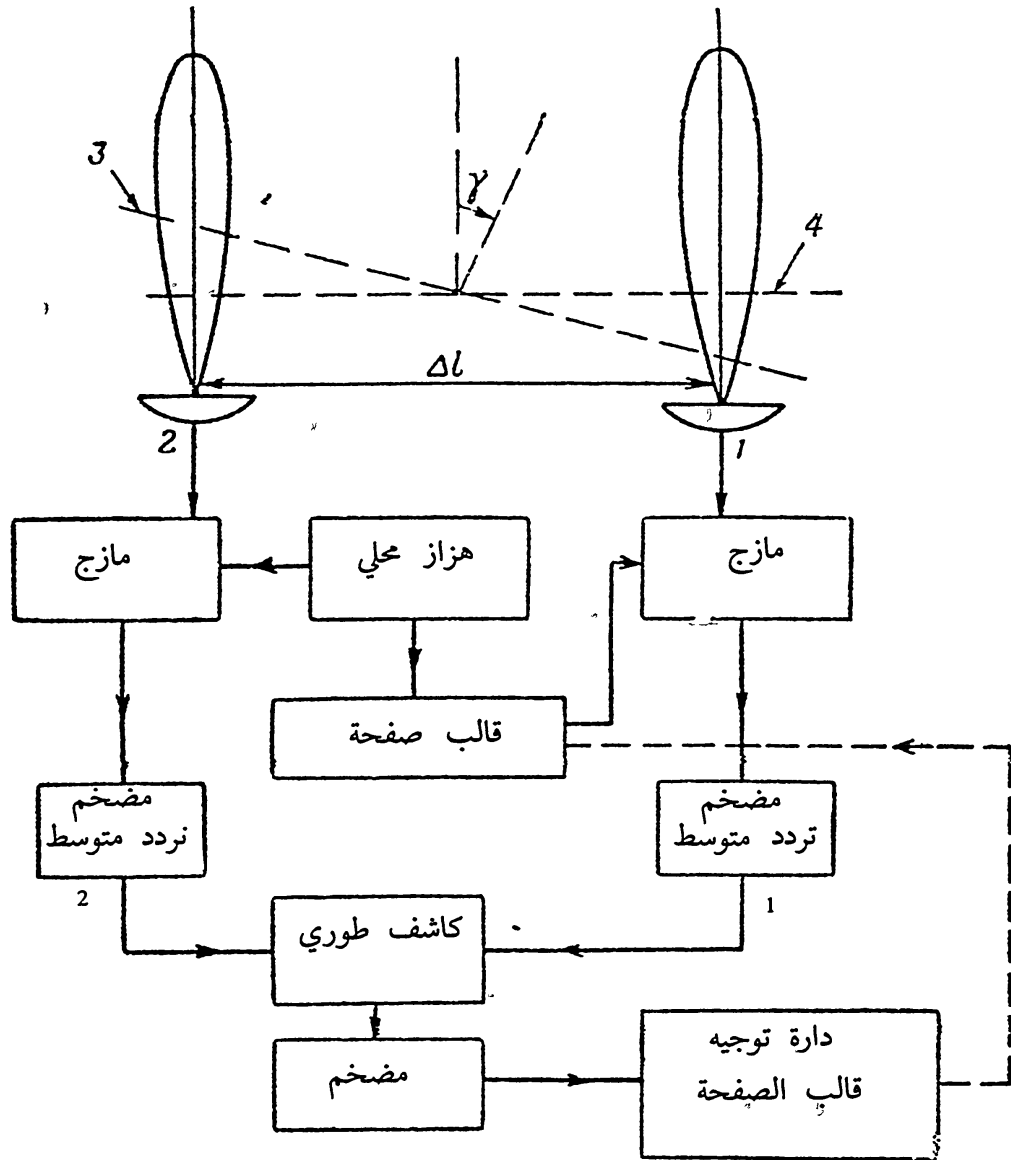 3
γ
4
Δl
2
1
مازج
هزاز محلي
مازج
قالب صفحة
مضخم
نردد متوسط
2
مضخم
تردد متوسط
1
كاشف طوري
مضخم
دارة توجيه
قالب الصفحة